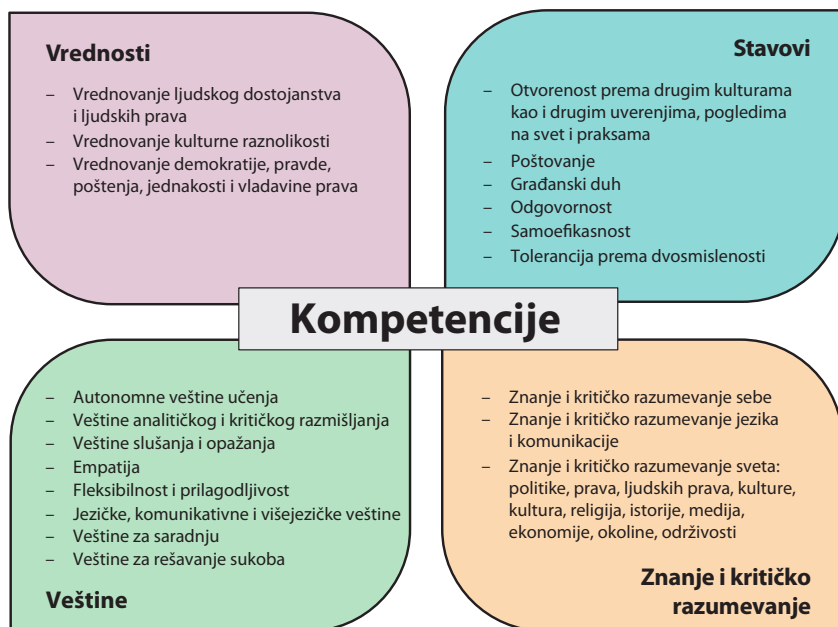 Vrednosti
– Vrednovanje ljudskog dostojanstva
i ljudskih prava
– Vrednovanje kulturne raznolikosti
– Vrednovanje demokratije, pravde,
poštenja, jednakosti i vladavine prava
Stavovi
– Otvorenost prema drugim kulturama
kao i drugim uverenjima, pogledima
na svet i praksama
– Poštovanje
– Građanski duh
– Odgovornost
– Samoefikasnost
– Tolerancija prema dvosmislenosti
Kompetencije
– Autonomne veštine učenja
– Veštine analitičkog i kritičkog razmišljanja
– Veštine slušanja i opažanja
– Empatija
– Fleksibilnost i prilagodljivost
– Jezičke, komunikativne i višejezičke veštine
– Veštine za saradnju
– Veštine za rešavanje sukoba
Veštine
– Znanje i kritičko razumevanje sebe
– Znanje i kritičko razumevanje jezika
i komunikacije
– Znanje i kritičko razumevanje sveta:
politike, prava, ljudskih prava, kulture,
kultura, religija, istorije, medija,
ekonomije, okoline, održivosti
Znanje i kritičko
razumevanje